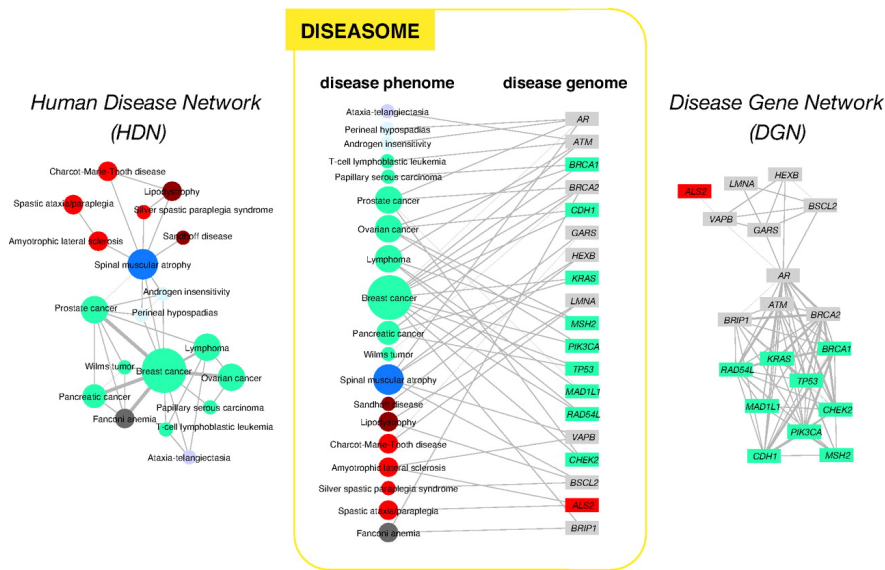 DISEASOME
Human Disease Network
(HDN)
Charcot-Marie-Tooth disease
Lipodystrophy
Spastic ataxia/paraplegia
Silver spastic paraplegia syndrome
Amyotrophic lateral sclerosis
Sandhoff disease
Spinal muscular atrophy
Androgen insensitivity
Prostate cancer
Perineal hypospadias
Lymphoma
Wilms tumor
Breast cancer
Ovarian cancer
Pancreatic cancer
Papillary serous carcinoma
Fanconi anemia
T-cell lymphoblastic leukemia
Ataxia-telangiectasia
disease phenome
Ataxia-telangiectasia
Perineal hypospadias
Androgen insensitivity
T-cell lymphoblastic leukemia
Papillary serous carcinoma
Prostate cancer
Ovarian cancer
Lymphoma
Breast cancer
Pancreatic cancer
Wilms tumor
Spinal muscular atrophy
Sandhoff disease
Lipodystrophy
Charcot-Marie-Tooth disease
Amyotrophic lateral sclerosis
Silver spastic paraplegia syndrome
Spastic ataxia/paraplegia
Fanconi anemia
disease genome
AR
ATM
BRCA1
BRCA2
CDH1
GARS
HEXB
KRAS
LMNA
MSH2
PIK3CA
TP53
MAD1L1
RAD54L
VAPB
CHEK2
BSCL2
ALS2
BRIP1
Disease Gene Network
(DGN)
HEXB
LMNA
ALS2
BSCL2
VAPB
GARS
AR
ATM
BRIP1
BRCA2
KRAS
BRCA1
RAD54L
TP53
MAD1L1
CHEK2
PIK3CA
CDH1
MSH2